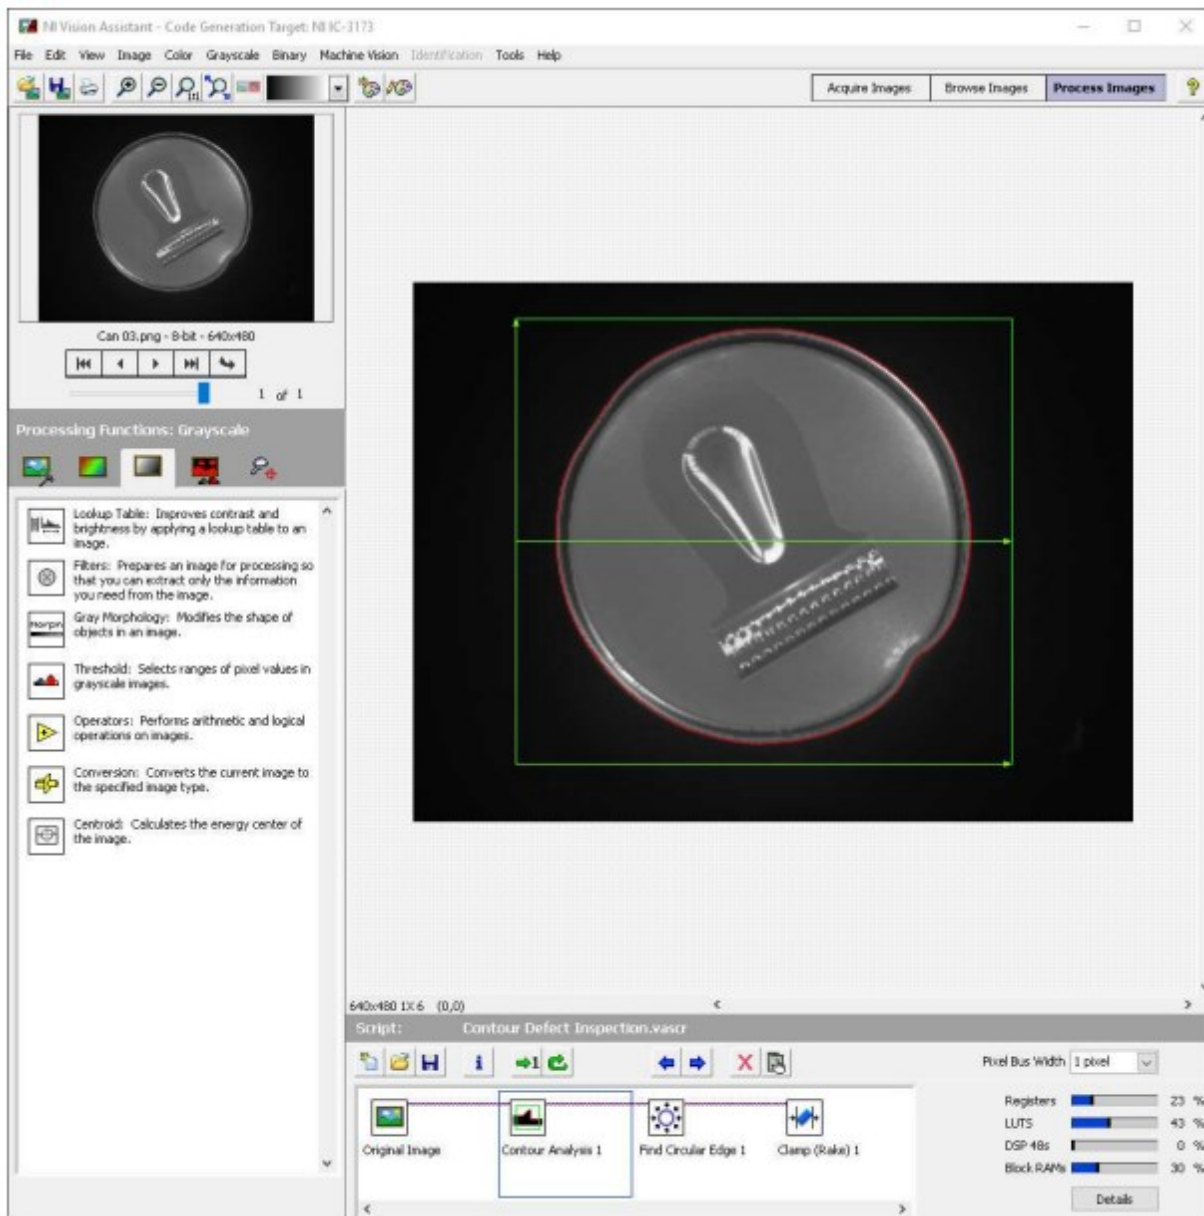 NI Vision Assistant - Code Generation Target: NI IC-3173
File Edit View Image Color Grayscale Binary Machine Vision Identification Tools Help
Acquire Images Browse Images Process Images
Can 03.png - 8-bit - 640x480
1 of 1
Processing Functions: Grayscale
Lookup Table: Improves contrast and
brightness by applying a lookup table to an
image.
Filters: Prepares an image for processing so
that you can extract only the information
you need from the image.
Gray Morphology: Modifies the shape of
objects in an image.
Threshold: Selects ranges of pixel values in
grayscale images.
Operators: Performs arithmetic and logical
operations on images.
Conversion: Converts the current image to
the specified image type.
Centroid: Calculates the energy center of
the image.
640x480 1X 6 (0,0)
Script: Contour Defect Inspection.vascr
Pixel Bus Width 1 pixel
Original Image
Contour Analysis 1
Find Circular Edge 1
Clamp (Rake) 1
Registers 23 %
LUTS 43 %
DSP 48s 0 %
Block RAMs 30 %
Details